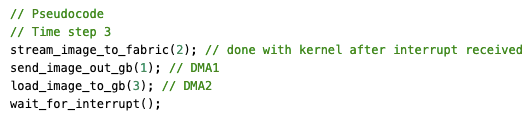 // Pseudocode
// Time step 3
stream_image_to_fabric(2); // done with kernel after interrupt received
send_image_out_gb(1); // DMA1
load_image_to_gb(3); // DMA2
wait_for_interrupt();